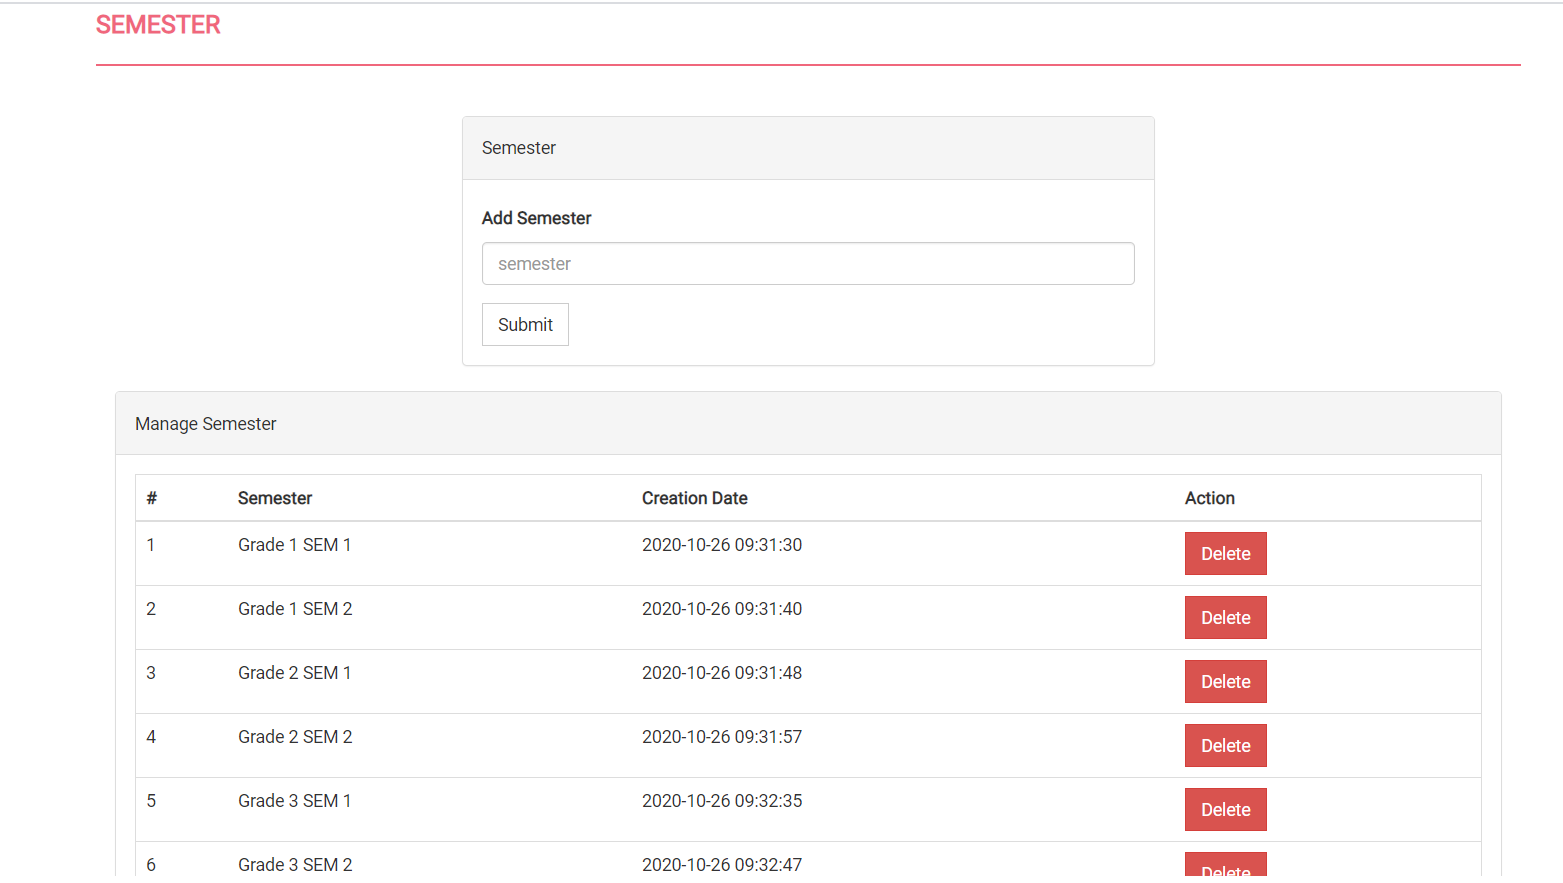 SEMESTER
Semester
Add Semester
semester
Submit
Manage Semester
# Semester Creation Date Action
1 Grade 1 SEM 1 2020-10-26 09:31:30 Delete
2 Grade 1 SEM 2 2020-10-26 09:31:40 Delete
3 Grade 2 SEM 1 2020-10-26 09:31:48 Delete
4 Grade 2 SEM 2 2020-10-26 09:31:57 Delete
5 Grade 3 SEM 1 2020-10-26 09:32:35 Delete
6 Grade 3 SEM 2 2020-10-26 09:32:47 Delete